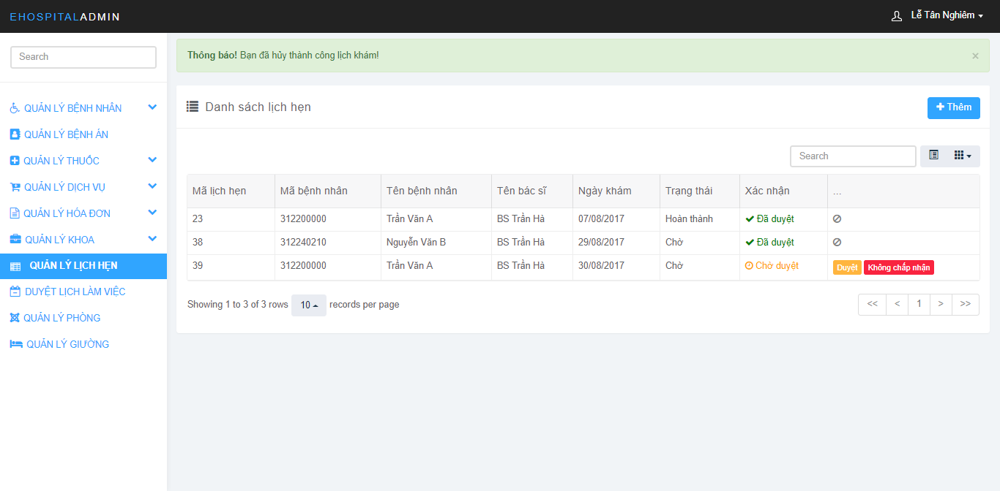 EHOSPITALADMIN
Lễ Tân Nghiêm
Search
QUẢN LÝ BỆNH NHÂN
QUẢN LÝ BỆNH ÁN
QUẢN LÝ THUỐC
QUẢN LÝ DỊCH VỤ
QUẢN LÝ HÓA ĐƠN
QUẢN LÝ KHOA
QUẢN LÝ LỊCH HẸN
DUYỆT LỊCH LÀM VIỆC
QUẢN LÝ PHÒNG
QUẢN LÝ GIƯỜNG
Thông báo! Bạn đã hủy thành công lịch khám! ×
Danh sách lịch hẹn
Thêm
Search
Mã lịch hẹn Mã bệnh nhân Tên bệnh nhân Tên bác sĩ Ngày khám Trạng thái Xác nhận ...
23 312200000 Trần Văn A BS Trần Hà 07/08/2017 Hoàn thành Đã duyệt
38 312240210 Nguyễn Văn B BS Trần Hà 29/08/2017 Chờ Đã duyệt
39 312200000 Trần Văn A BS Trần Hà 30/08/2017 Chờ Chờ duyệt Duyệt Không chấp nhận
Showing 1 to 3 of 3 rows 10 records per page << < 1 > >>